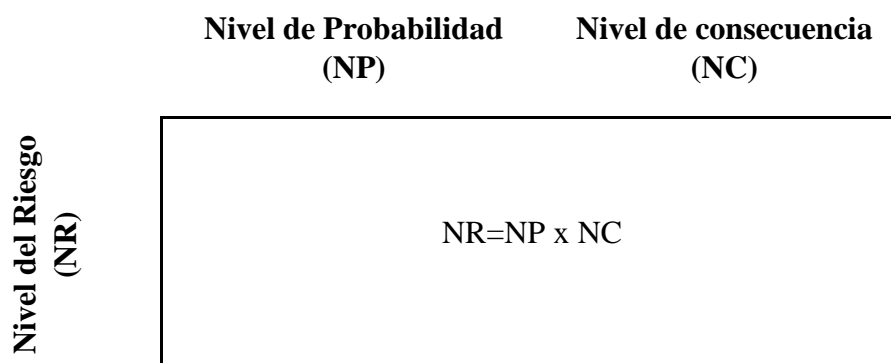 Nivel de Probabilidad
(NP)
Nivel de consecuencia
(NC)
Nivel del Riesgo
(NR)
NR=NP x NC